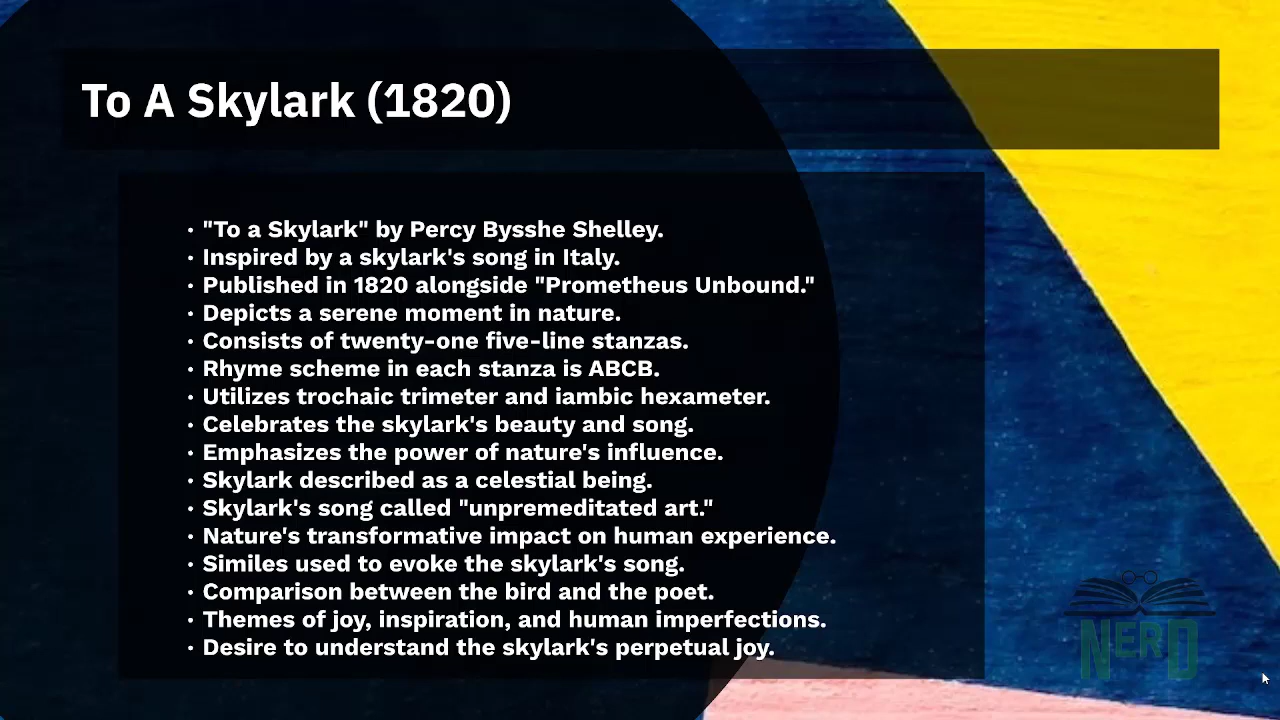 To A Skylark (1820)
• "To a Skylark" by Percy Bysshe Shelley.
• Inspired by a skylark's song in Italy.
• Published in 1820 alongside "Prometheus Unbound."
• Depicts a serene moment in nature.
• Consists of twenty-one five-line stanzas.
• Rhyme scheme in each stanza is ABCB.
• Utilizes trochaic trimeter and iambic hexameter.
• Celebrates the skylark's beauty and song.
• Emphasizes the power of nature's influence.
• Skylark described as a celestial being.
• Skylark's song called "unpremeditated art."
• Nature's transformative impact on human experience.
• Similes used to evoke the skylark's song.
• Comparison between the bird and the poet.
• Themes of joy, inspiration, and human imperfections.
• Desire to understand the skylark's perpetual joy.
NERD